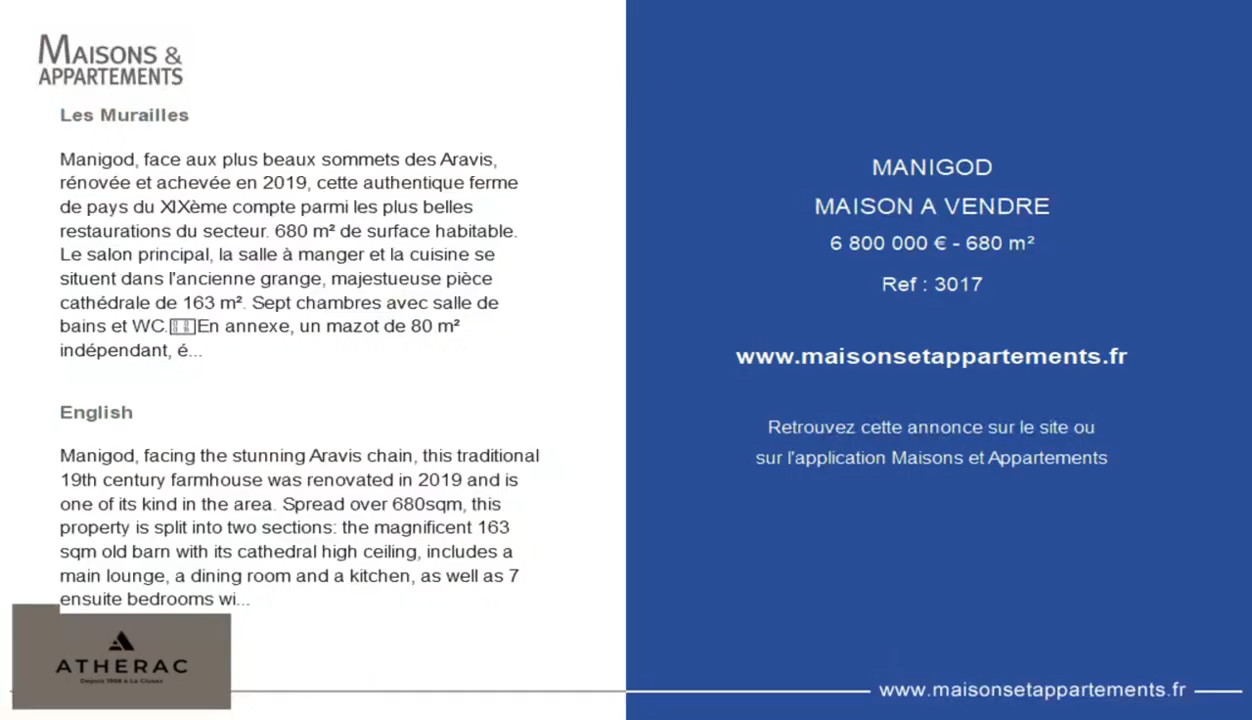 MAISONS &
APPARTEMENTS
Les Murailles
Manigod, face aux plus beaux sommets des Aravis,
rénovée et achevée en 2019, cette authentique ferme
de pays du XIXème compte parmi les plus belles
restaurations du secteur. 680 m² de surface habitable.
Le salon principal, la salle à manger et la cuisine se
situent dans l'ancienne grange, majestueuse pièce
cathédrale de 163 m². Sept chambres avec salle de
bains et WC.En annexe, un mazot de 80 m²
indépendant, é...
English
Manigod, facing the stunning Aravis chain, this traditional
19th century farmhouse was renovated in 2019 and is
one of its kind in the area. Spread over 680sqm, this
property is split into two sections: the magnificent 163
sqm old barn with its cathedral high ceiling, includes a
main lounge, a dining room and a kitchen, as well as 7
ensuite bedrooms wi...
ATHERAC
Depuis 1958 à La Clusaz
MANIGOD
MAISON A VENDRE
6 800 000 € - 680 m²
Ref : 3017
www.maisonsetappartements.fr
Retrouvez cette annonce sur le site ou
sur l'application Maisons et Appartements
www.maisonsetappartements.fr